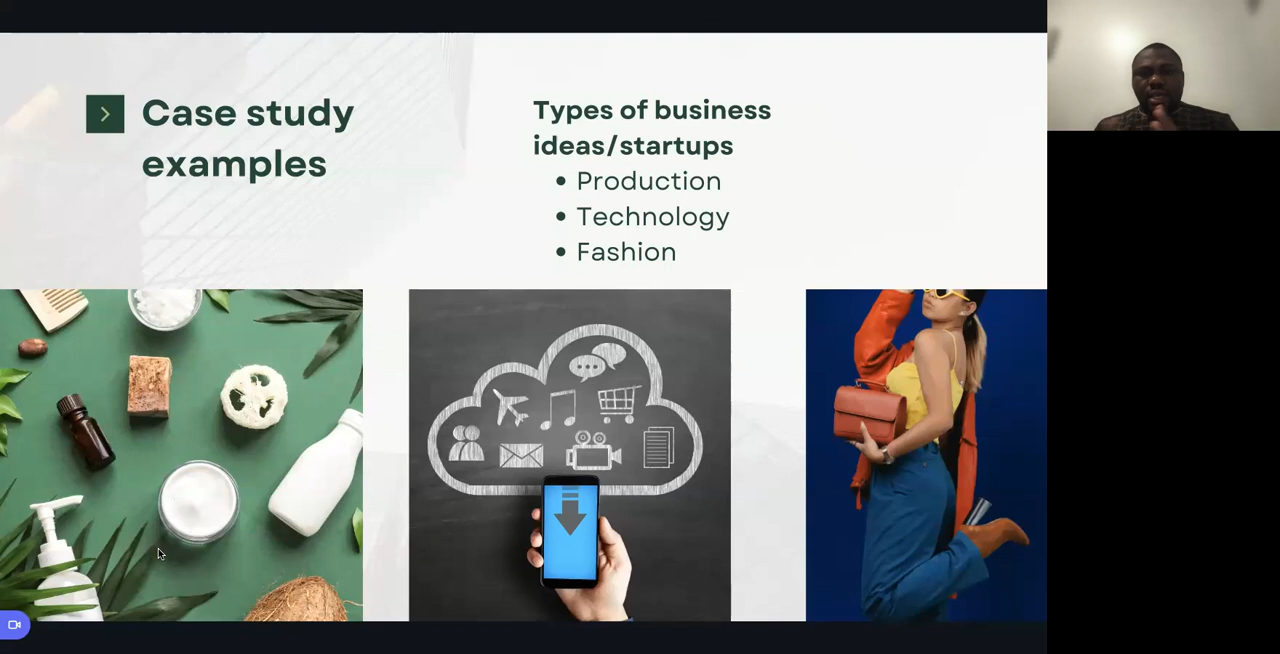 Case study
examples
Types of business
ideas/startups
• Production
• Technology
• Fashion